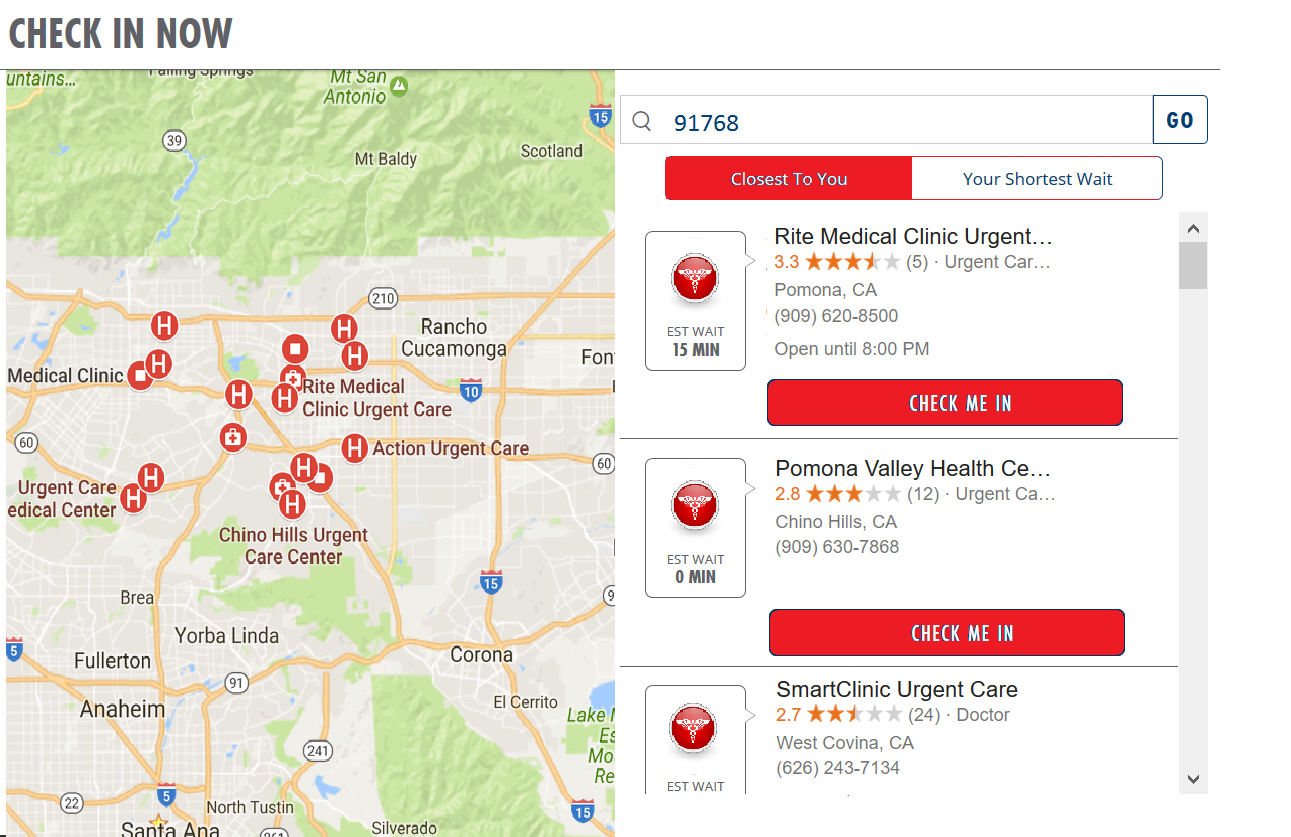 CHECK IN NOW
untains...
Mt San
Antonio
15
39
Mt Baldy
Scotland
210
Rancho
Cucamonga
H
H
H
H
Medical Clinic
Fon
10
H
H
Rite Medical
Clinic Urgent Care
60
H
Action Urgent Care
60
H
H
Urgent Care
edical Center
H
H
Chino Hills Urgent
Care Center
15
Brea
9
Yorba Linda
5
Fullerton
Corona
91
Anaheim
El Cerrito
Lake M
Es
Mo
Re
241
5
22
North Tustin
15
Santa Ana
261
Silverado
91768
GO
Closest To You
Your Shortest Wait
Rite Medical Clinic Urgent…
3.3 (5) · Urgent Car…
Pomona, CA
(909) 620-8500
EST WAIT
15 MIN
Open until 8:00 PM
CHECK ME IN
Pomona Valley Health Ce…
2.8 (12) · Urgent Ca…
Chino Hills, CA
(909) 630-7868
EST WAIT
0 MIN
CHECK ME IN
SmartClinic Urgent Care
2.7 (24) · Doctor
West Covina, CA
(626) 243-7134
EST WAIT